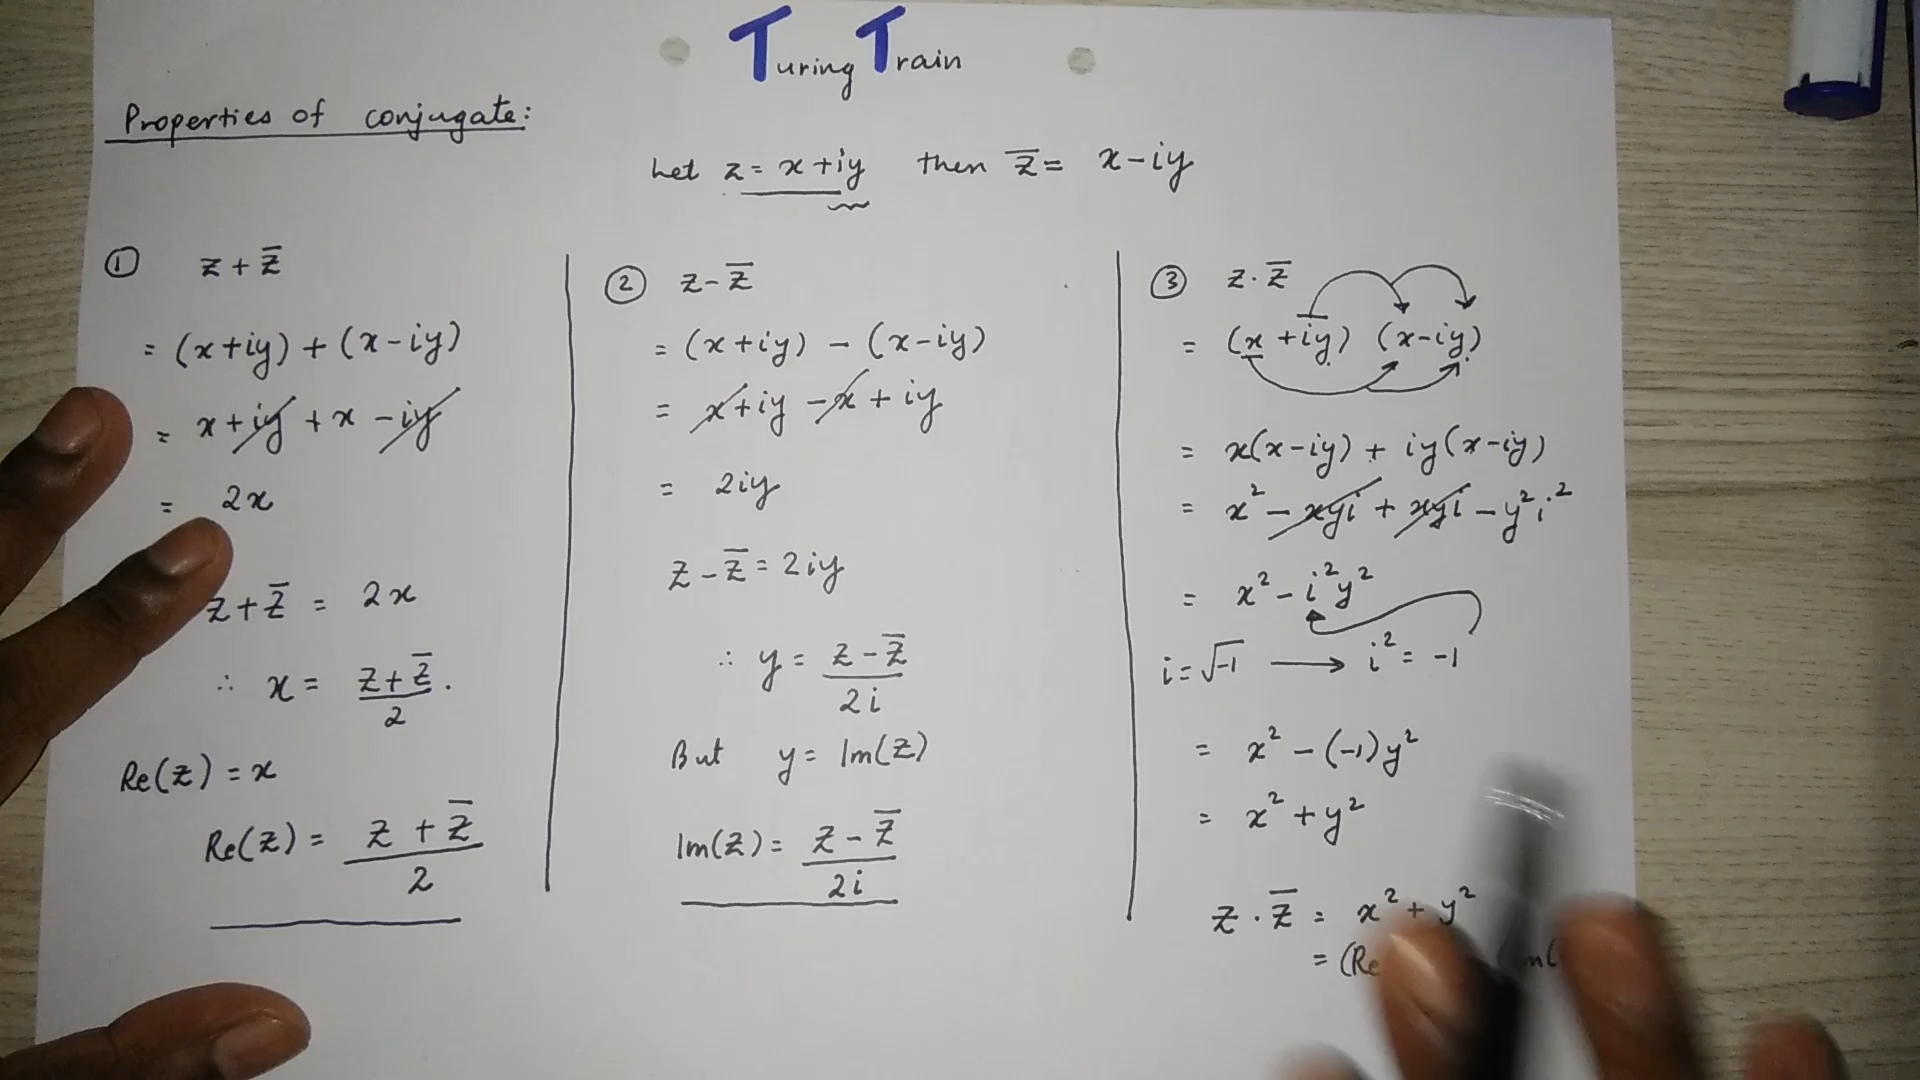 Turing Train
Properties of conjugate:
Let z = x + iy then z̅ = x - iy
① z + z̅
= (x + iy) + (x - iy)
= x + iy + x - iy
= 2x
z + z̅ = 2x
∴ x = (z + z̅)/2.
Re(z) = x
Re(z) = (z + z̅)/2
② z - z̅
= (x + iy) - (x - iy)
= x + iy - x + iy
= 2iy
z - z̅ = 2iy
∴ y = (z - z̅)/2i
But y = Im(z)
Im(z) = (z - z̅)/2i
③ z · z̅
= (x + iy) (x - iy)
= x(x - iy) + iy(x - iy)
= x² - xyi + xyi - y²i²
= x² - i²y²
i = √-1 → i² = -1
= x² - (-1)y²
= x² + y²
z · z̅ = x² + y²
= (Re